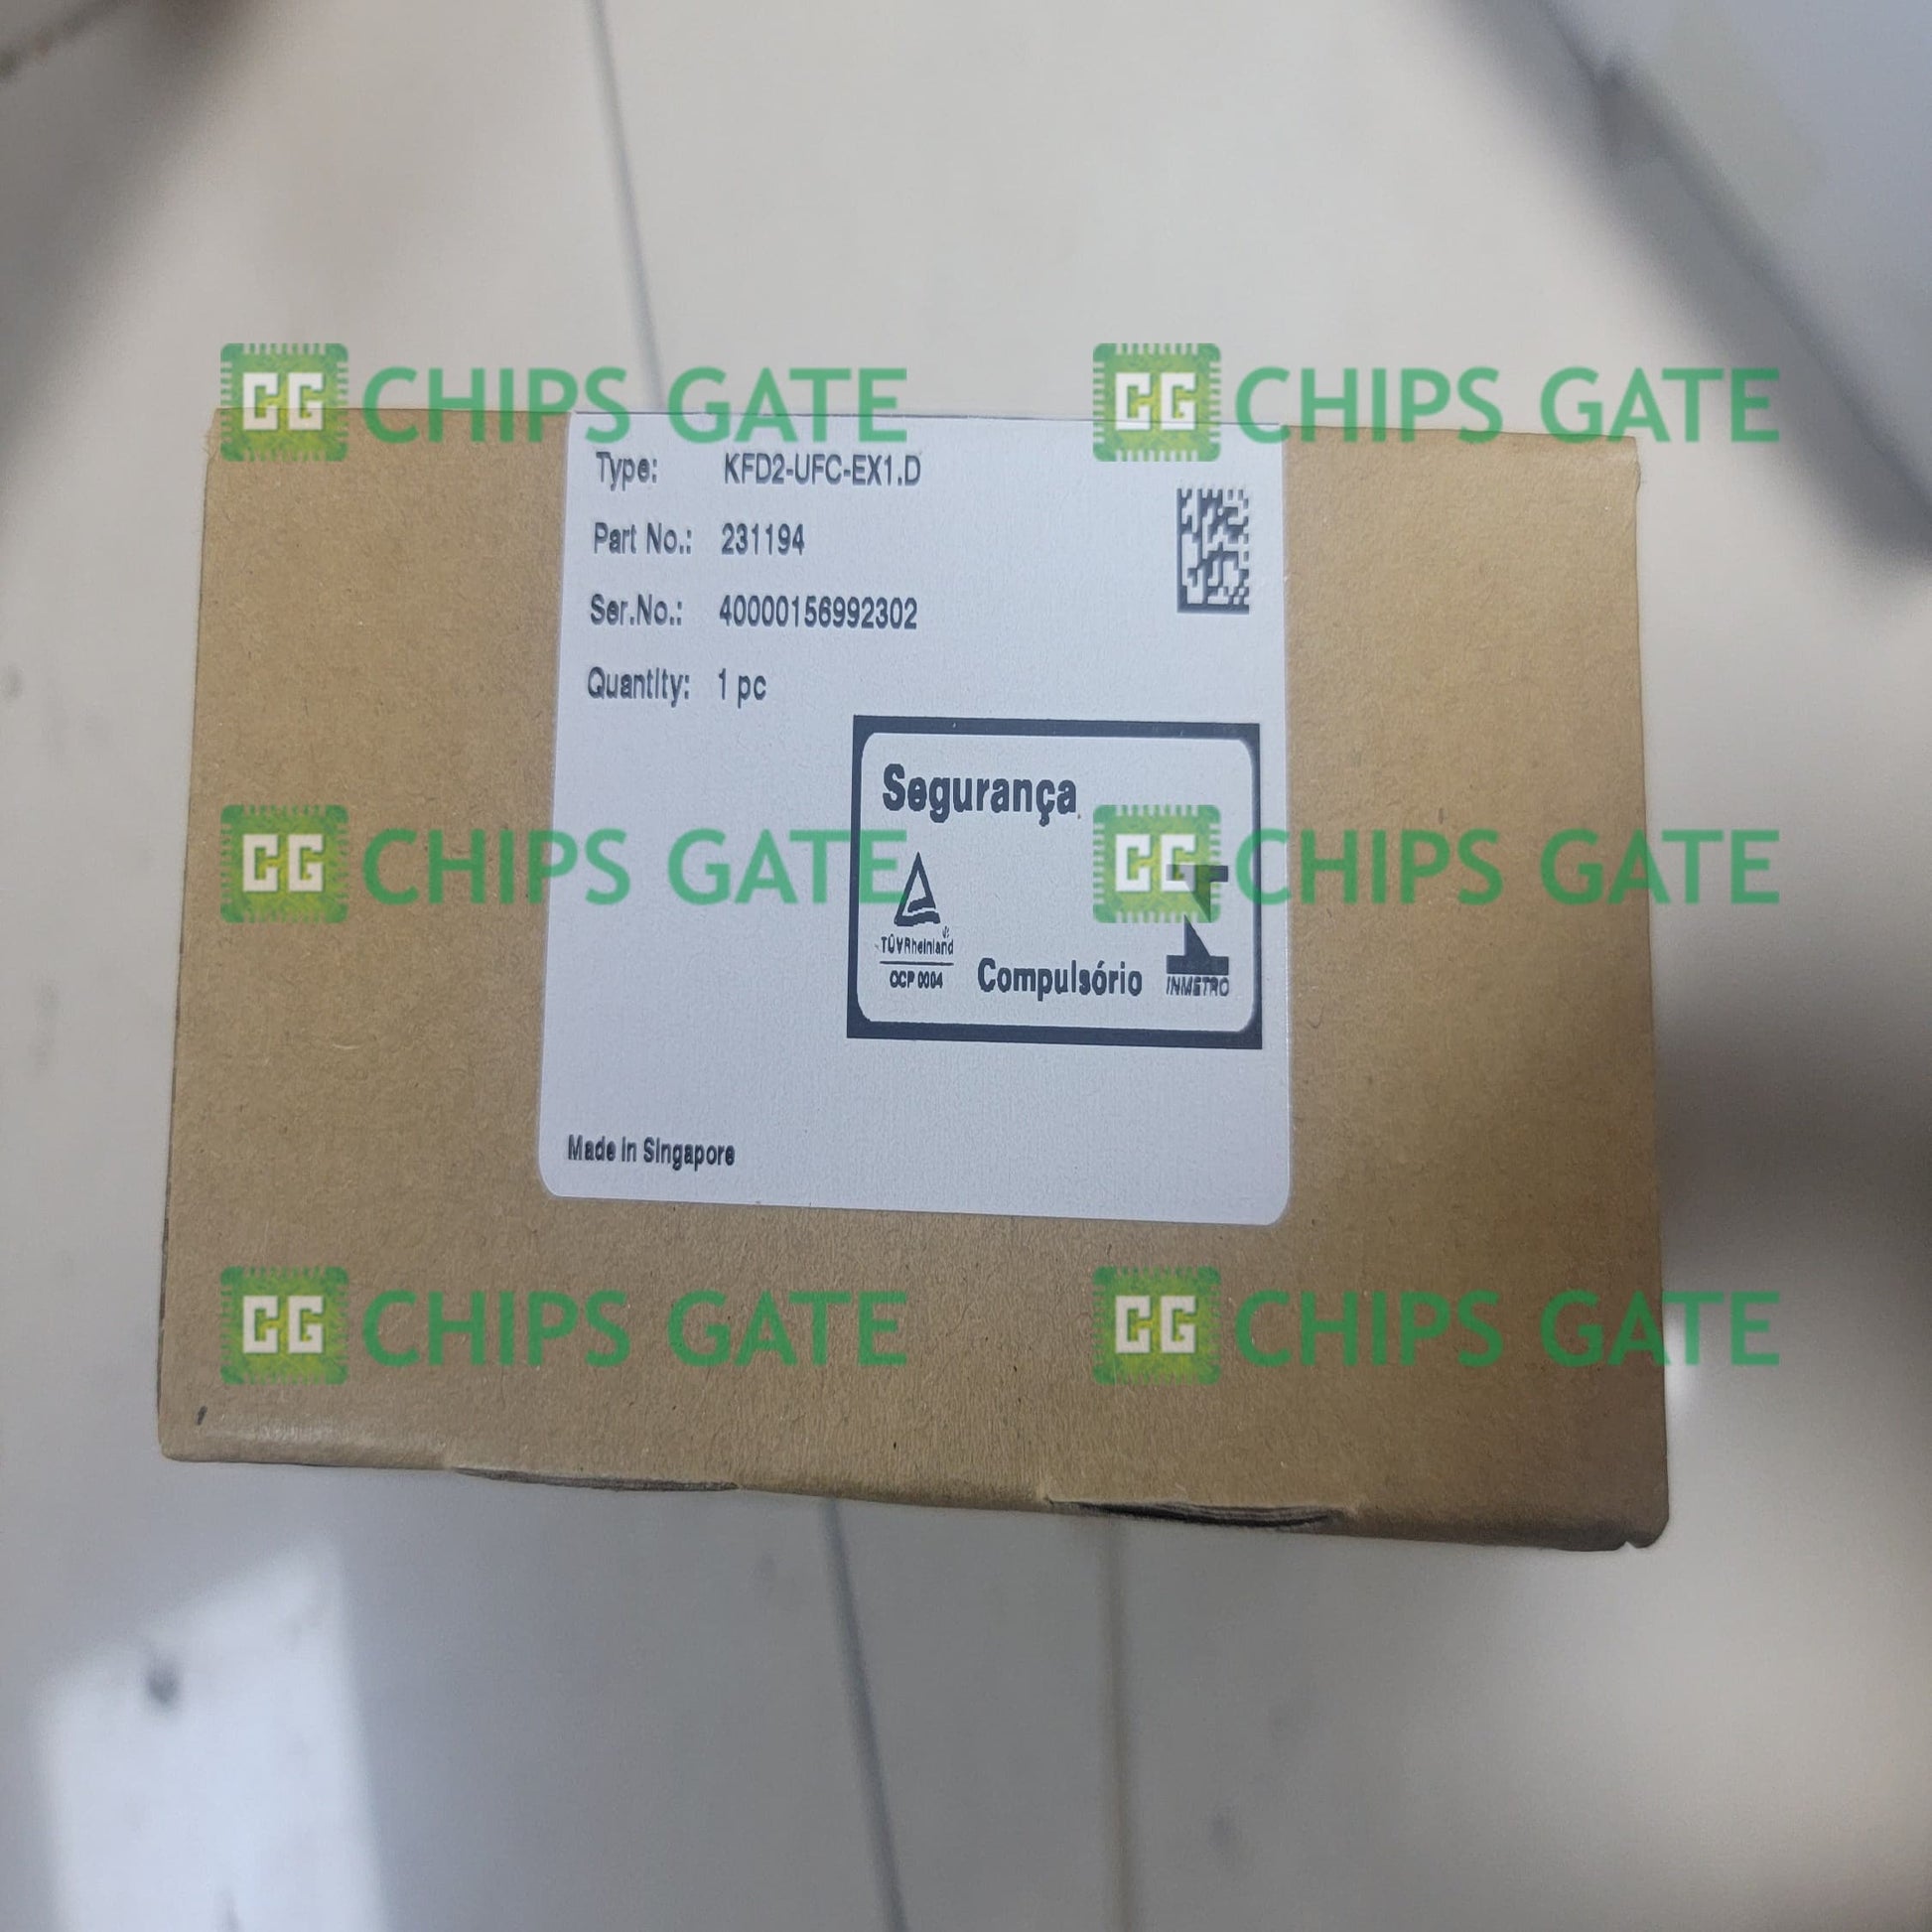 CG CHIPS GATE CG CHIPS GATE
Type: KFD2-UFC-EX1.D
Part No.: 231194
Ser.No.: 40000156992302
Quantity: 1 pc
Segurança
CG CHIPS GATE CG CHIPS GATE
TÜVRheinland
OCP 0004
Compulsório
INMETRO
Made in Singapore
CG CHIPS GATE CG CHIPS GATE